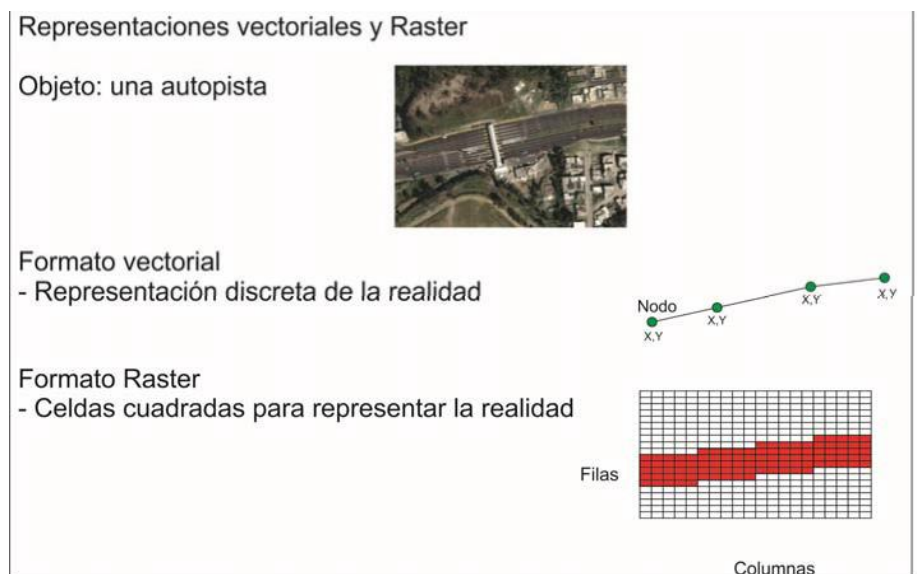 Representaciones vectoriales y Raster
Objeto: una autopista
Formato vectorial
- Representación discreta de la realidad
Nodo
X,Y
X,Y
X,Y
X,Y
Formato Raster
- Celdas cuadradas para representar la realidad
Filas
Columnas